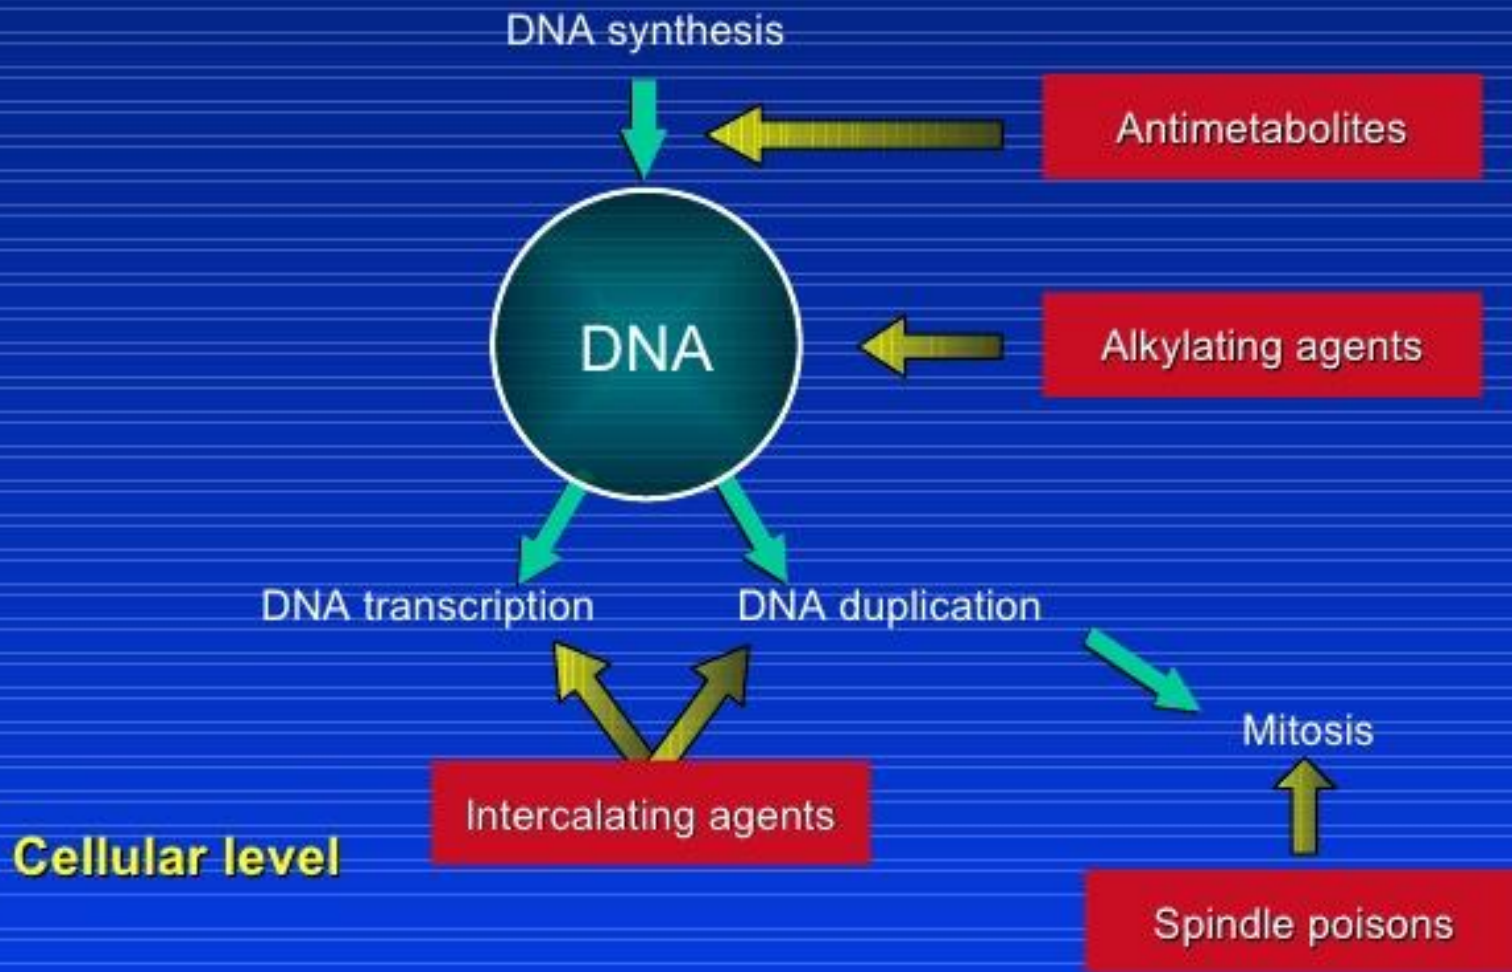 DNA synthesis
Antimetabolites
DNA
Alkylating agents
DNA transcription
DNA duplication
Mitosis
Intercalating agents
Cellular level
Spindle poisons